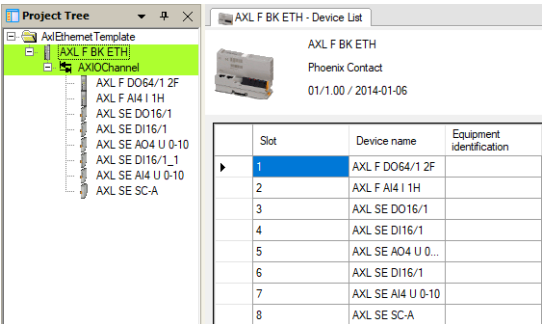 Project Tree
AxlEthernetTemplate
AXL F BK ETH
AXIOChannel
AXL F DO64/1 2F
AXL F AI4 I 1H
AXL SE DO16/1
AXL SE DI16/1
AXL SE AO4 U 0-10
AXL SE DI16/1_1
AXL SE AI4 U 0-10
AXL SE SC-A
AXL F BK ETH - Device List
AXL F BK ETH
Phoenix Contact
01/1.00 / 2014-01-06
Slot Device name Equipment identification
1 AXL F DO64/1 2F
2 AXL F AI4 I 1H
3 AXL SE DO16/1
4 AXL SE DI16/1
5 AXL SE AO4 U 0...
6 AXL SE DI16/1
7 AXL SE AI4 U 0-10
8 AXL SE SC-A